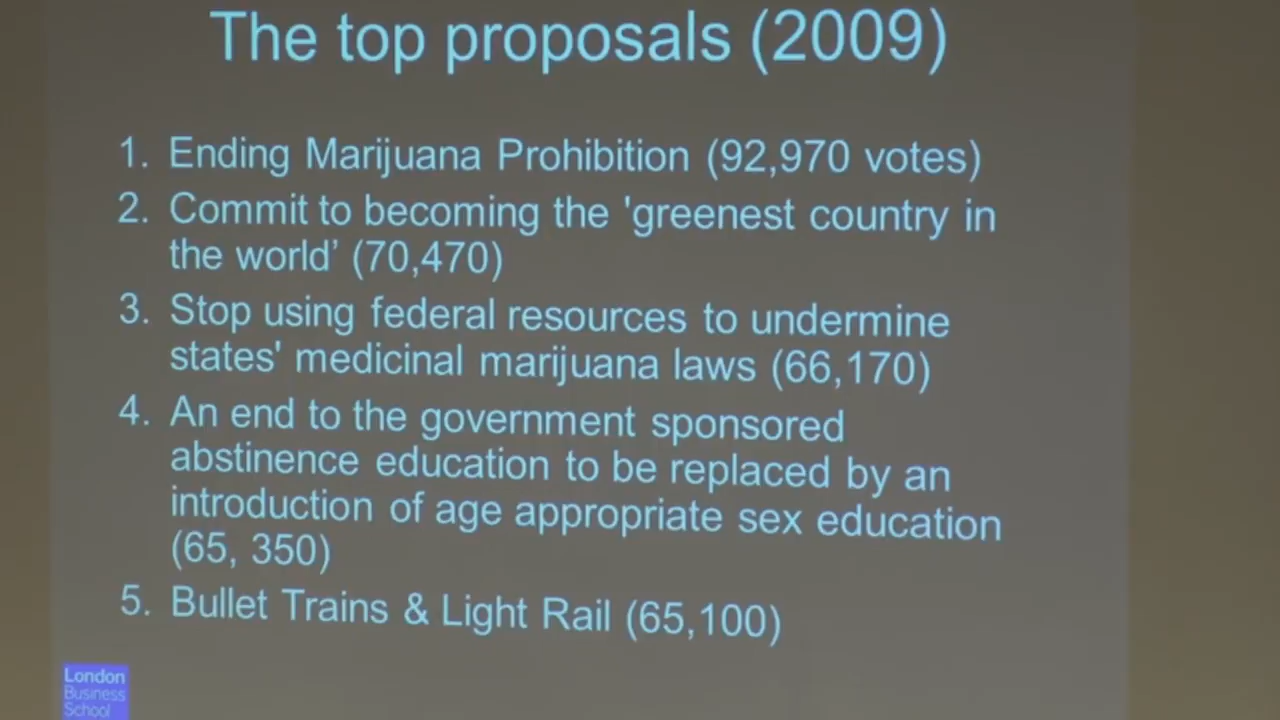 The top proposals (2009)
1. Ending Marijuana Prohibition (92,970 votes)
2. Commit to becoming the 'greenest country in
the world’ (70,470)
3. Stop using federal resources to undermine
states' medicinal marijuana laws (66,170)
4. An end to the government sponsored
abstinence education to be replaced by an
introduction of age appropriate sex education
(65, 350)
5. Bullet Trains & Light Rail (65,100)
London
Business
School